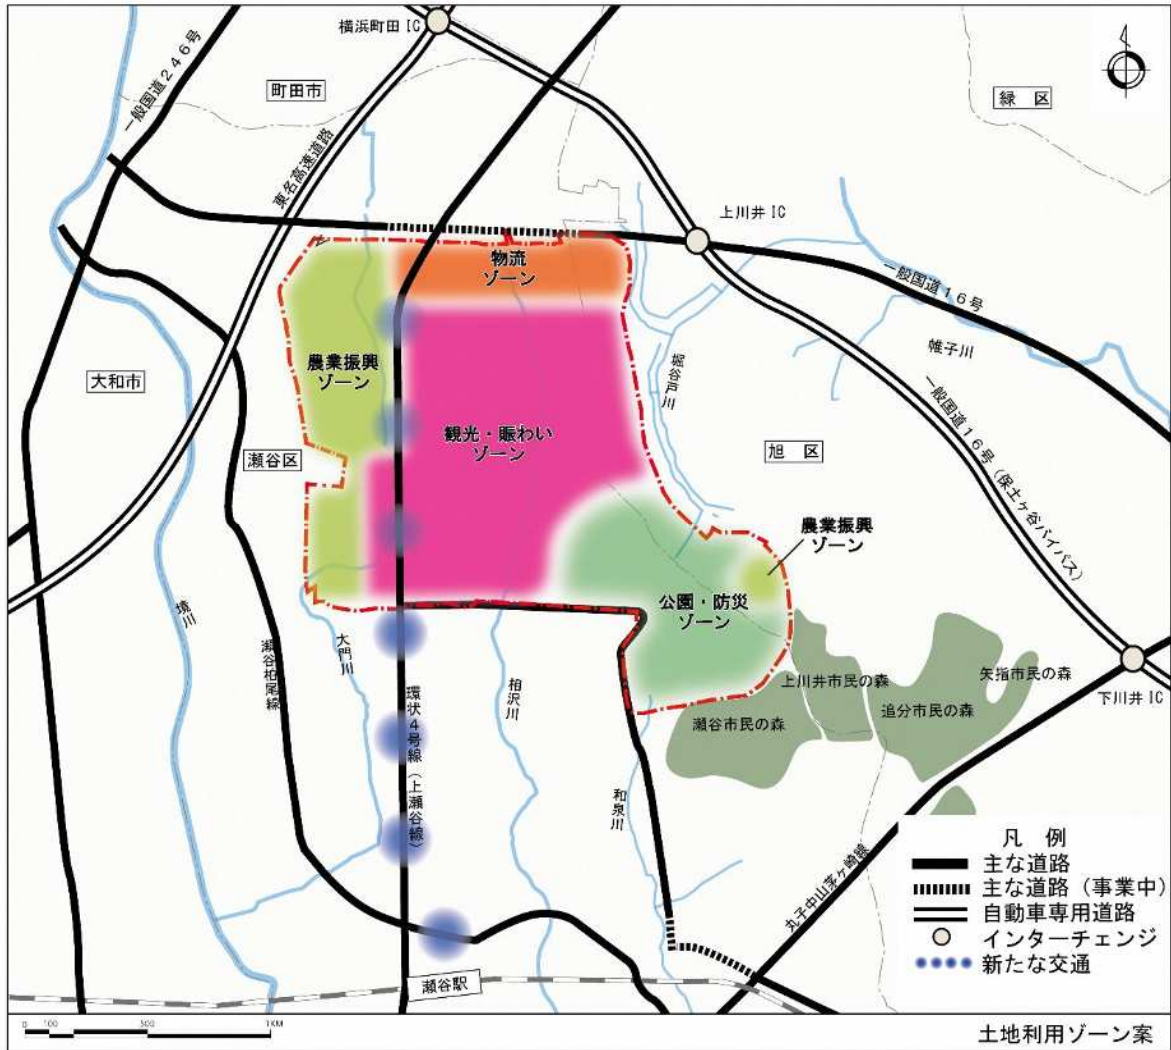 横浜町田 IC
一般国道246号
町田市
緑 区
東名高速道路
上川井 IC
物流
ゾーン
一般国道16号
帷子川
農業振興
ゾーン
堀谷戸川
大和市
観光・賑わい
ゾーン
瀬谷区
旭 区
一般国道16号（保土ヶ谷バイパス）
農業振興
ゾーン
公園・防災
ゾーン
境川
瀬谷柏尾線
大門川
環状4号線（上瀬谷線）
相沢川
和泉川
上川井市民の森
矢指市民の森
瀬谷市民の森
追分市民の森
下川井 IC
丸子中山茅ヶ崎線
凡 例
主な道路
主な道路（事業中）
自動車専用道路
インターチェンジ
新たな交通
瀬谷駅
0 100 500 1KM
土地利用ゾーン案